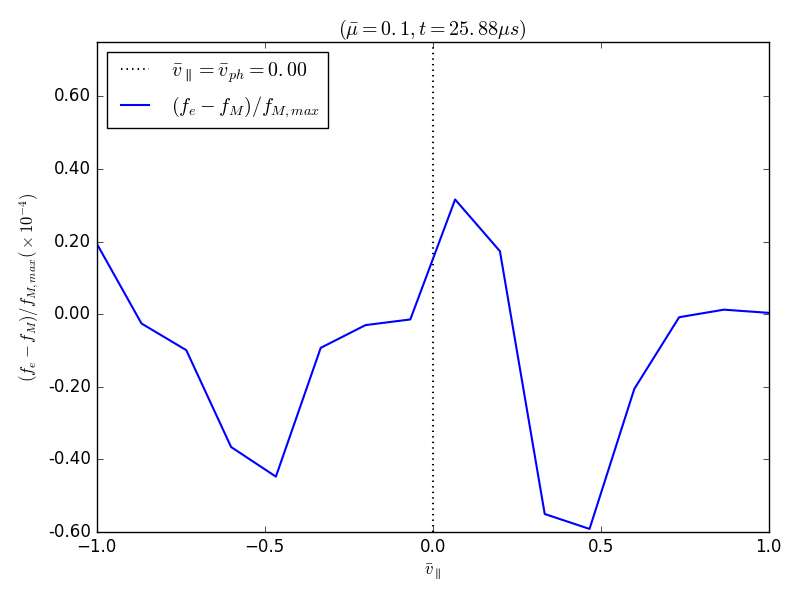 (μ̄ = 0.1, t = 25.88μs)
v̄∥ = v̄ph = 0.00
(fe − fM)/fM,max
(fe − fM)/fM,max(×10⁻⁴)
0.60
0.40
0.20
0.00
-0.20
-0.40
-0.60
−1.0 −0.5 0.0 0.5 1.0
v̄∥